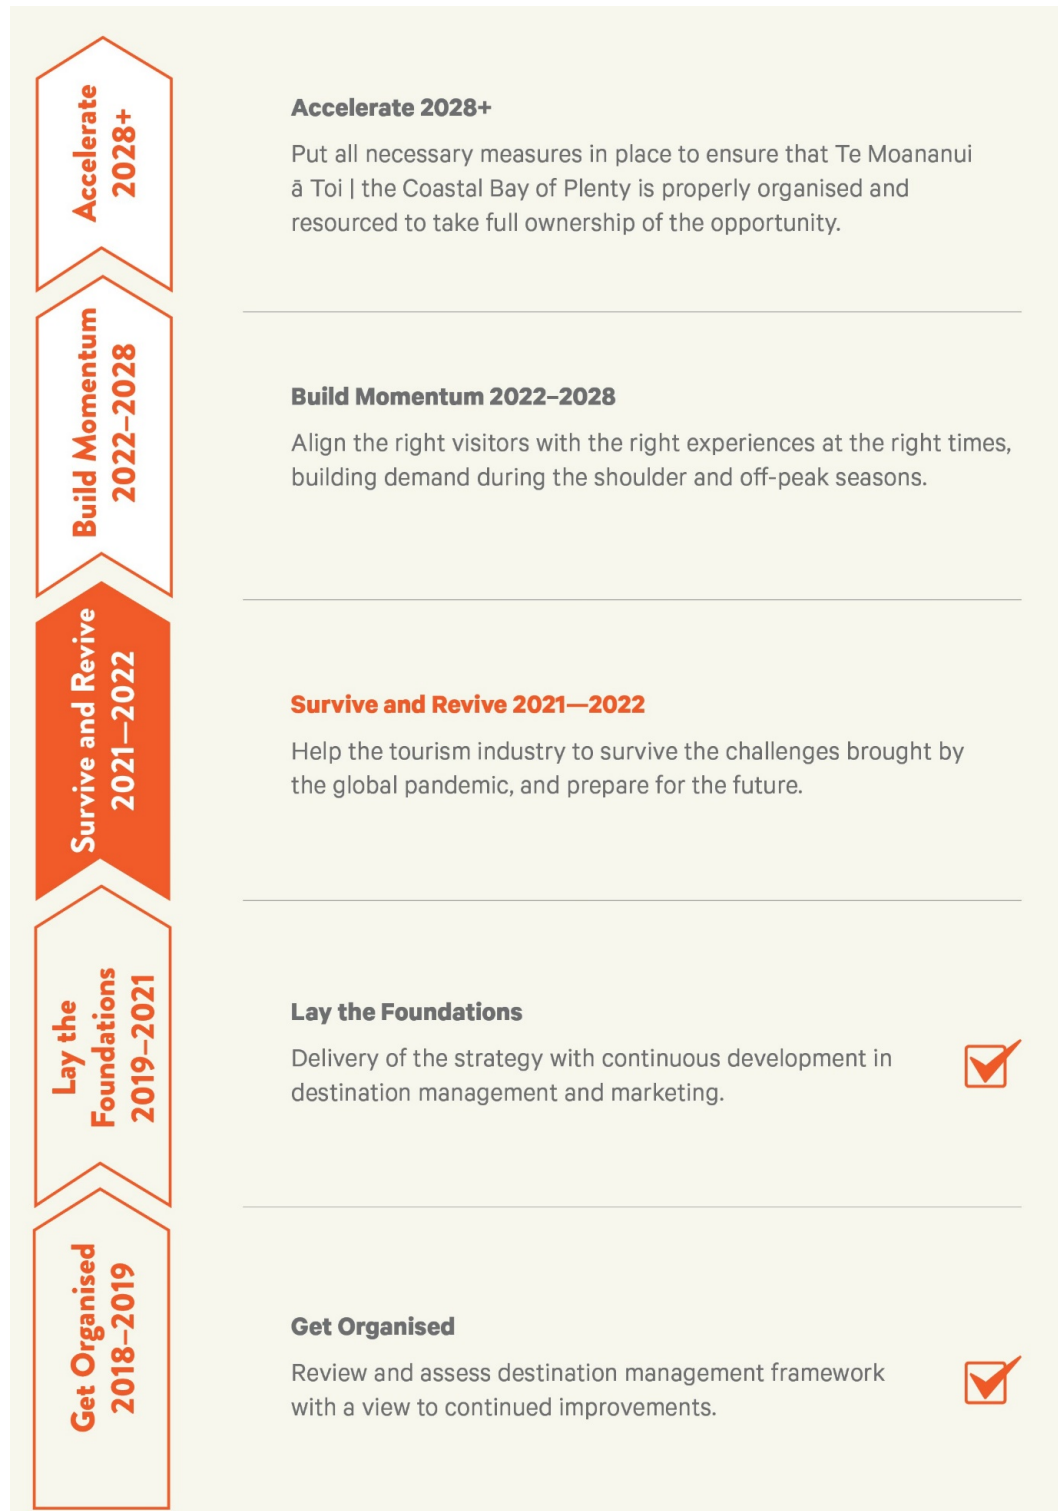 Accelerate
2028+
Accelerate 2028+
Put all necessary measures in place to ensure that Te Moananui
ā Toi | the Coastal Bay of Plenty is properly organised and
resourced to take full ownership of the opportunity.
Build Momentum
2022–2028
Build Momentum 2022–2028
Align the right visitors with the right experiences at the right times,
building demand during the shoulder and off-peak seasons.
Survive and Revive
2021—2022
Survive and Revive 2021—2022
Help the tourism industry to survive the challenges brought by
the global pandemic, and prepare for the future.
Lay the
Foundations
2019–2021
Lay the Foundations
Delivery of the strategy with continuous development in
destination management and marketing.
Get Organised
2018–2019
Get Organised
Review and assess destination management framework
with a view to continued improvements.